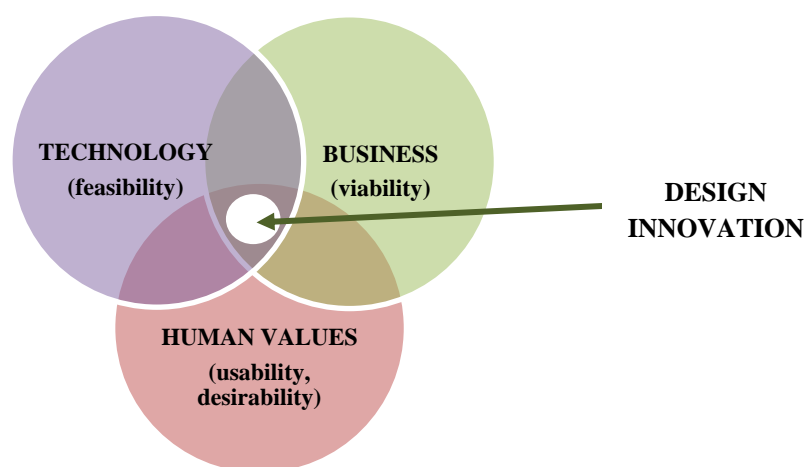 TECHNOLOGY
(feasibility)
BUSINESS
(viability)
DESIGN
INNOVATION
HUMAN VALUES
(usability,
desirability)